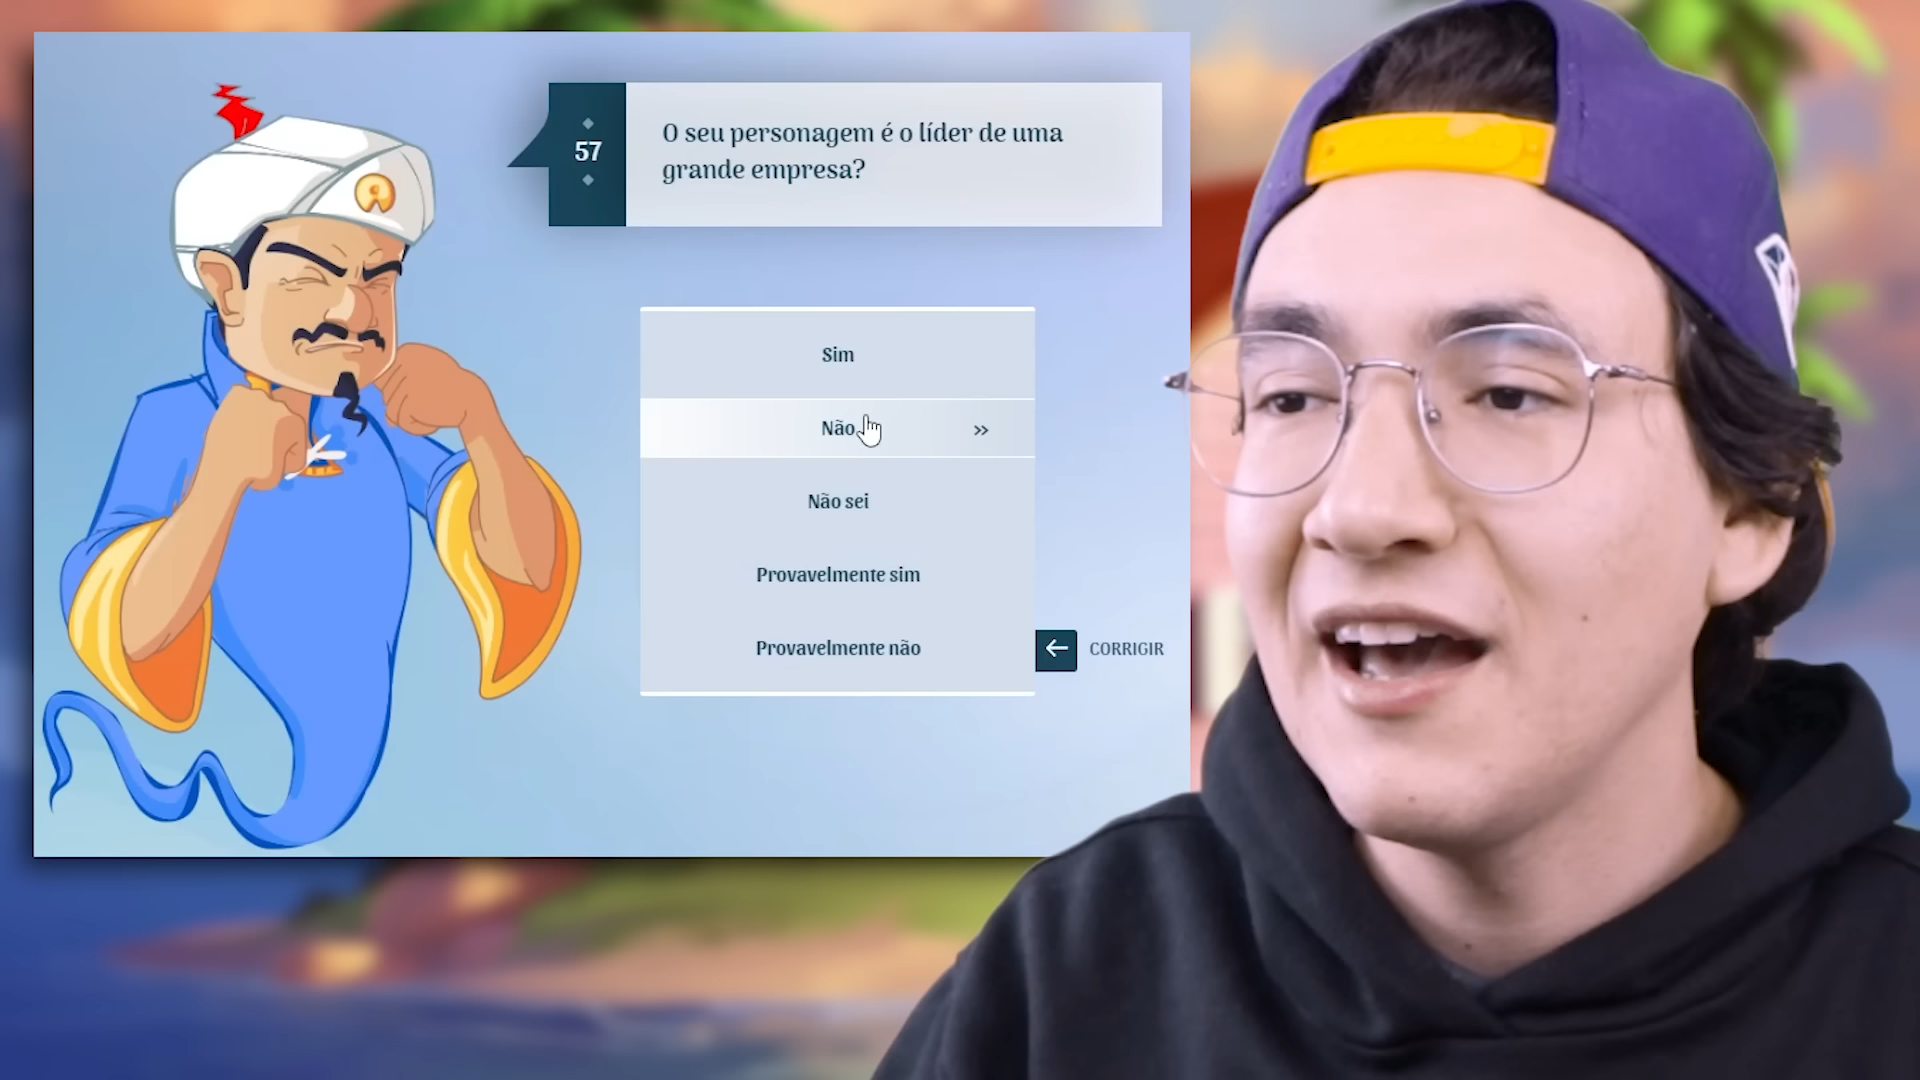 57
O seu personagem é o líder de uma
grande empresa?
Sim
Não »
Não sei
Provavelmente sim
Provavelmente não
CORRIGIR